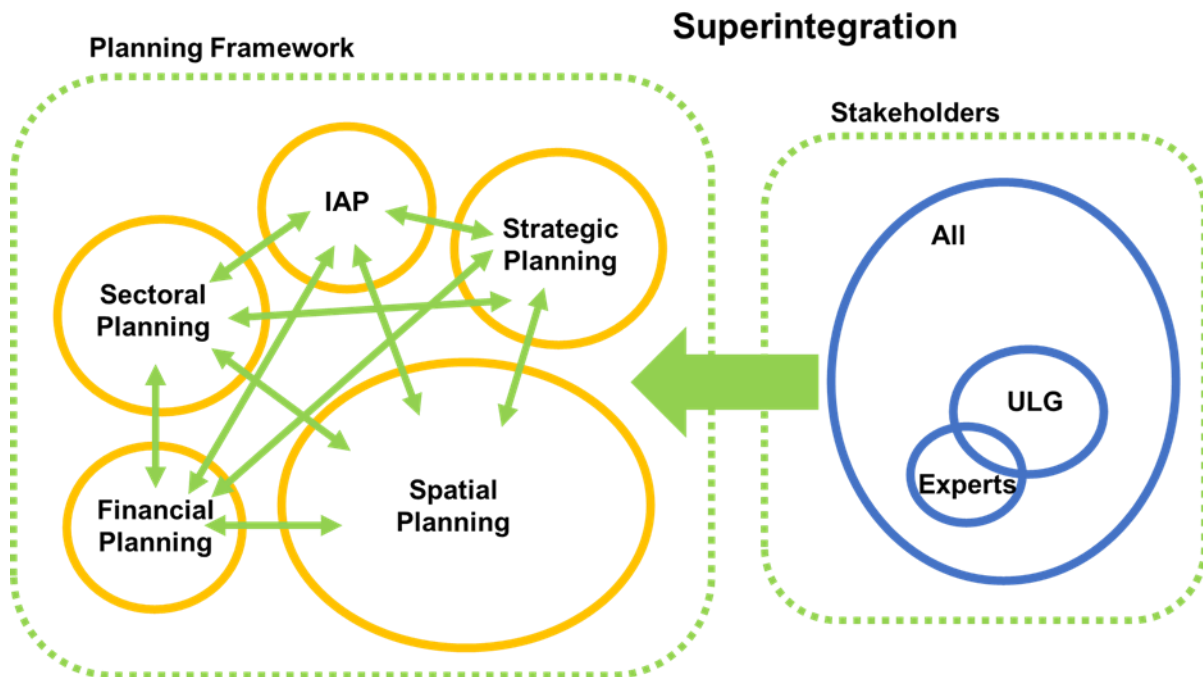 Superintegration
Planning Framework
Stakeholders
IAP
Strategic
Planning
Sectoral
Planning
Financial
Planning
Spatial
Planning
All
ULG
Experts